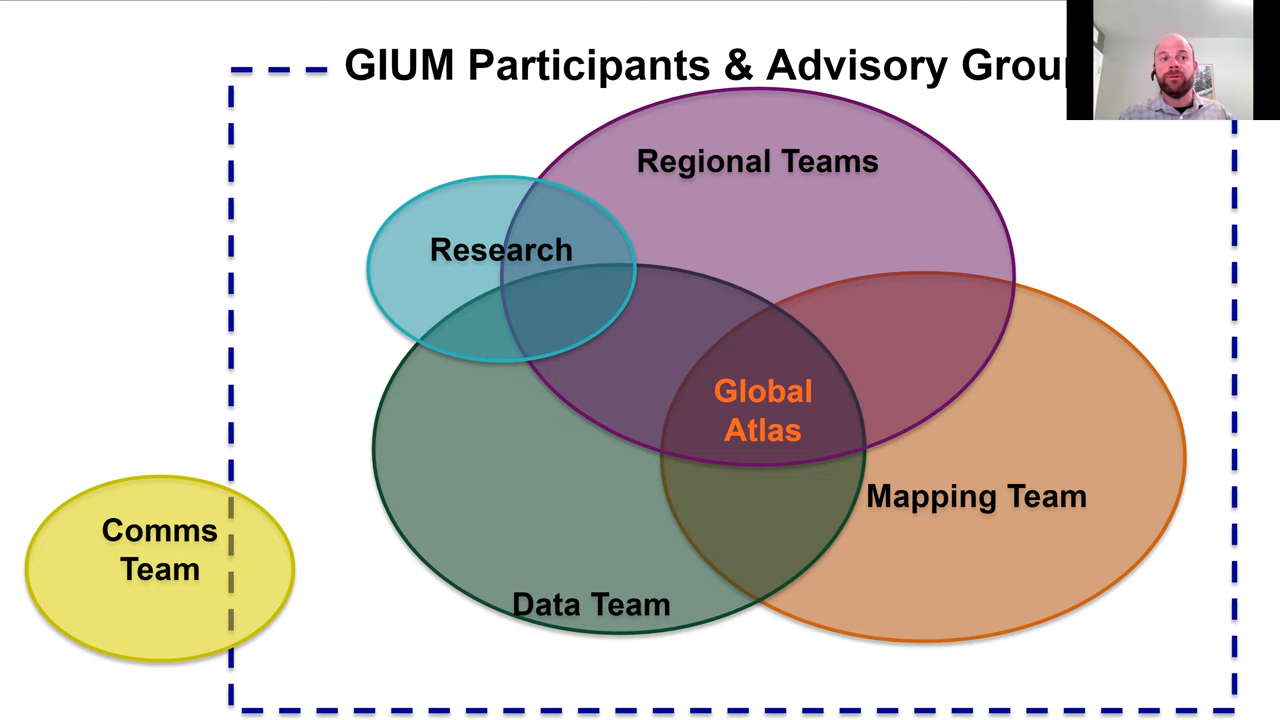 GIUM Participants & Advisory Grou
Regional Teams
Research
Global
Atlas
Mapping Team
Comms
Team
Data Team